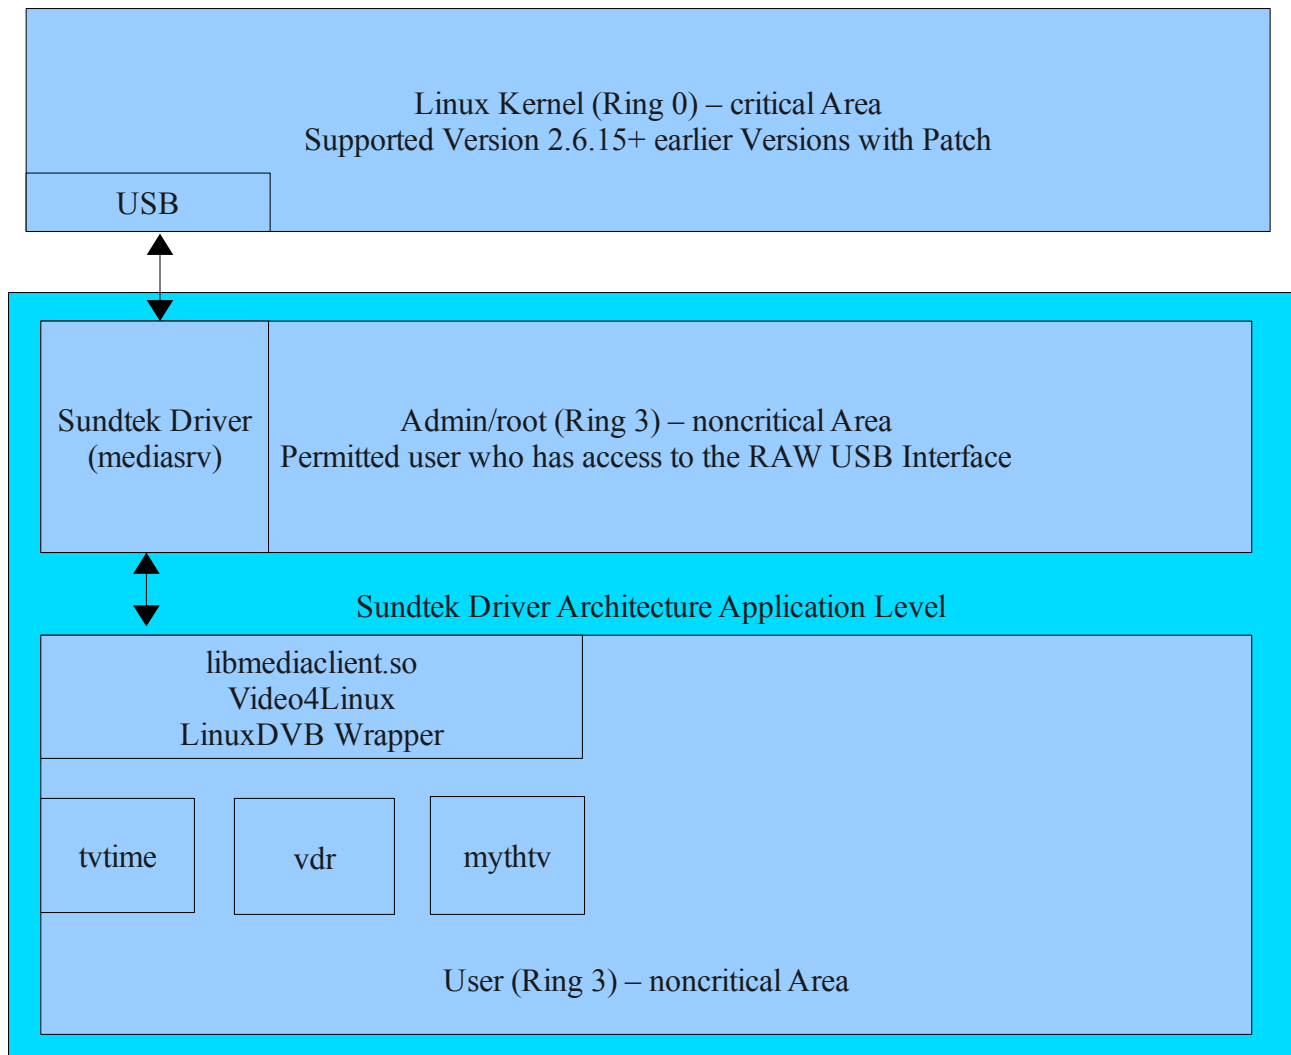 Linux Kernel (Ring 0) – critical Area
Supported Version 2.6.15+ earlier Versions with Patch
USB
Sundtek Driver
(mediasrv)
Admin/root (Ring 3) – noncritical Area
Permitted user who has access to the RAW USB Interface
Sundtek Driver Architecture Application Level
libmediaclient.so
Video4Linux
LinuxDVB Wrapper
tvtime
vdr
mythtv
User (Ring 3) – noncritical Area